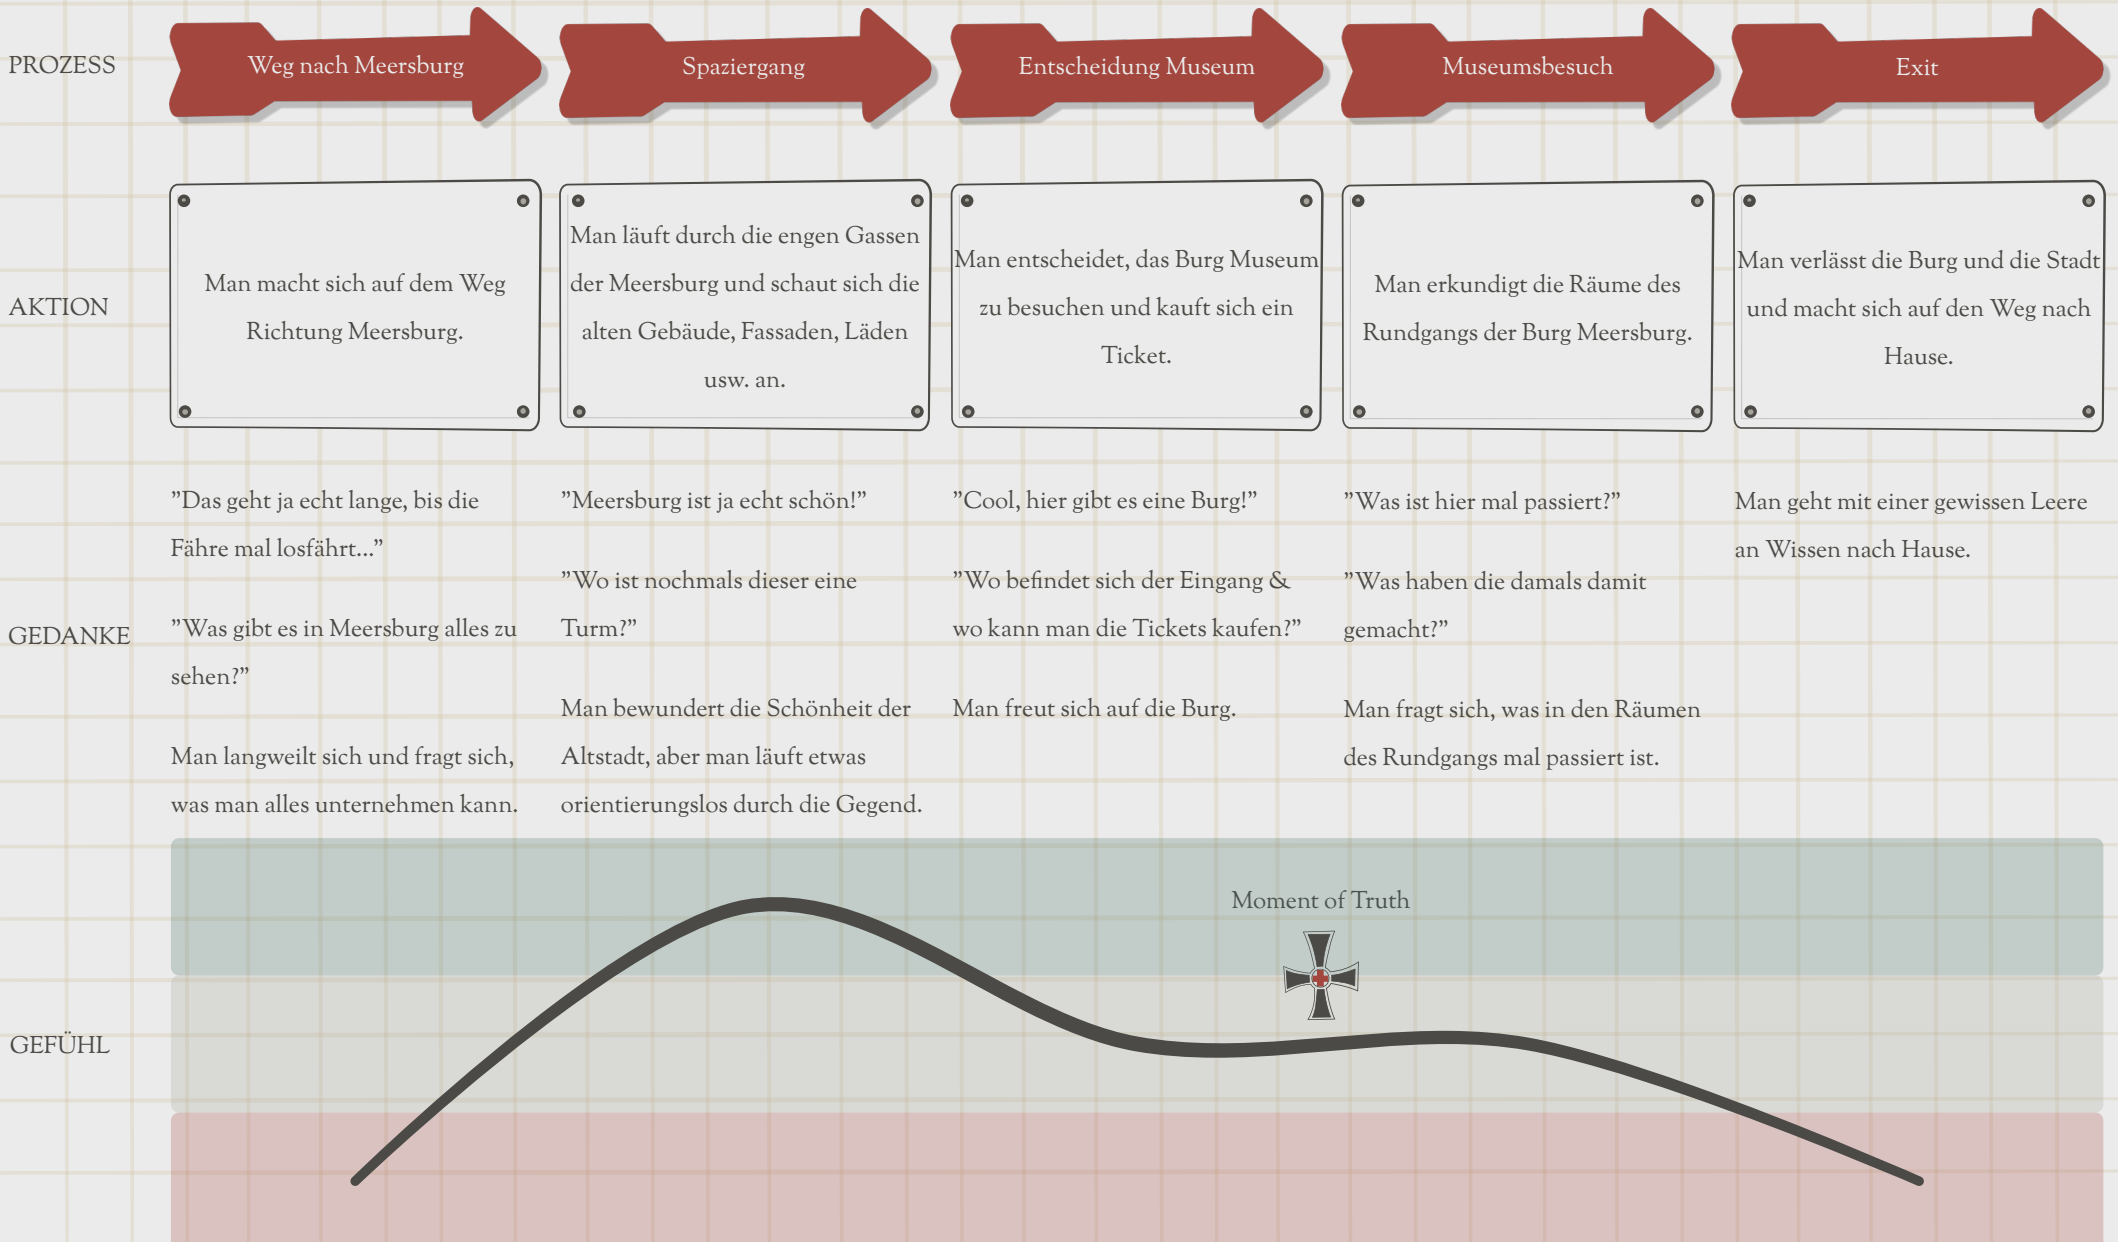 PROZESS
Weg nach Meersburg
Spaziergang
Entscheidung Museum
Museumsbesuch
Exit
AKTION
Man macht sich auf dem Weg
Richtung Meersburg.
Man läuft durch die engen Gassen
der Meersburg und schaut sich die
alten Gebäude, Fassaden, Läden
usw. an.
Man entscheidet, das Burg Museum
zu besuchen und kauft sich ein
Ticket.
Man erkundigt die Räume des
Rundgangs der Burg Meersburg.
Man verlässt die Burg und die Stadt
und macht sich auf den Weg nach
Hause.
GEDANKE
”Das geht ja echt lange, bis die
Fähre mal losfährt...”
”Was gibt es in Meersburg alles zu
sehen?”
Man langweilt sich und fragt sich,
was man alles unternehmen kann.
”Meersburg ist ja echt schön!”
”Wo ist nochmals dieser eine
Turm?”
Man bewundert die Schönheit der
Altstadt, aber man läuft etwas
orientierungslos durch die Gegend.
”Cool, hier gibt es eine Burg!”
”Wo befindet sich der Eingang &
wo kann man die Tickets kaufen?”
Man freut sich auf die Burg.
”Was ist hier mal passiert?”
”Was haben die damals damit
gemacht?”
Man fragt sich, was in den Räumen
des Rundgangs mal passiert ist.
Man geht mit einer gewissen Leere
an Wissen nach Hause.
GEFÜHL
Moment of Truth